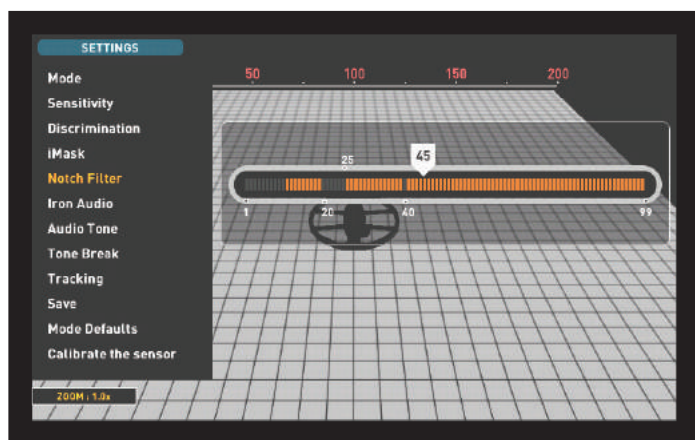 SETTINGS
Mode
Sensitivity
Discrimination
iMask
Notch Filter
Iron Audio
Audio Tone
Tone Break
Tracking
Save
Mode Defaults
Calibrate the sensor
ZOOM : 1.0x
50 100 150 200
25 45
1 20 40 99